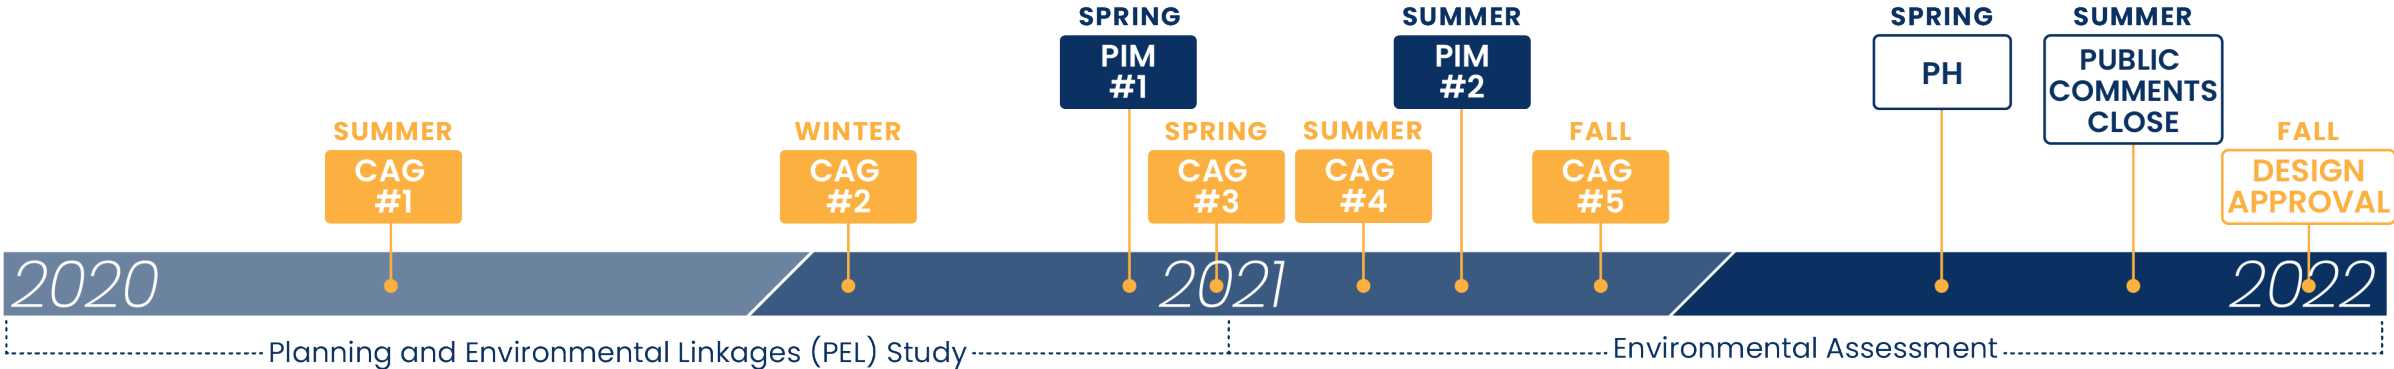 SPRING
PIM
#1
SUMMER
PIM
#2
SPRING
PH
SUMMER
PUBLIC
COMMENTS
CLOSE
SUMMER
CAG
#1
WINTER
CAG
#2
SPRING
CAG
#3
SUMMER
CAG
#4
FALL
CAG
#5
FALL
DESIGN
APPROVAL
2020
2021
2022
Planning and Environmental Linkages (PEL) Study
Environmental Assessment